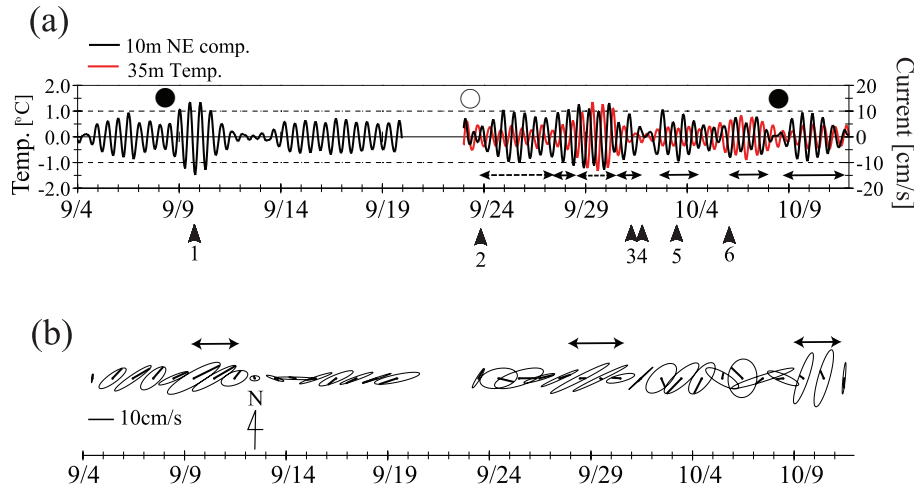 (a)
10m NE comp.
35m Temp.
2.0
1.0
0.0
-1.0
-2.0
Temp. [°C]
20
10
0
-10
-20
Current [cm/s]
9/4 9/9 9/14 9/19 9/24 9/29 10/4 10/9
1 2 34 5 6
(b)
N
10cm/s
9/4 9/9 9/14 9/19 9/24 9/29 10/4 10/9